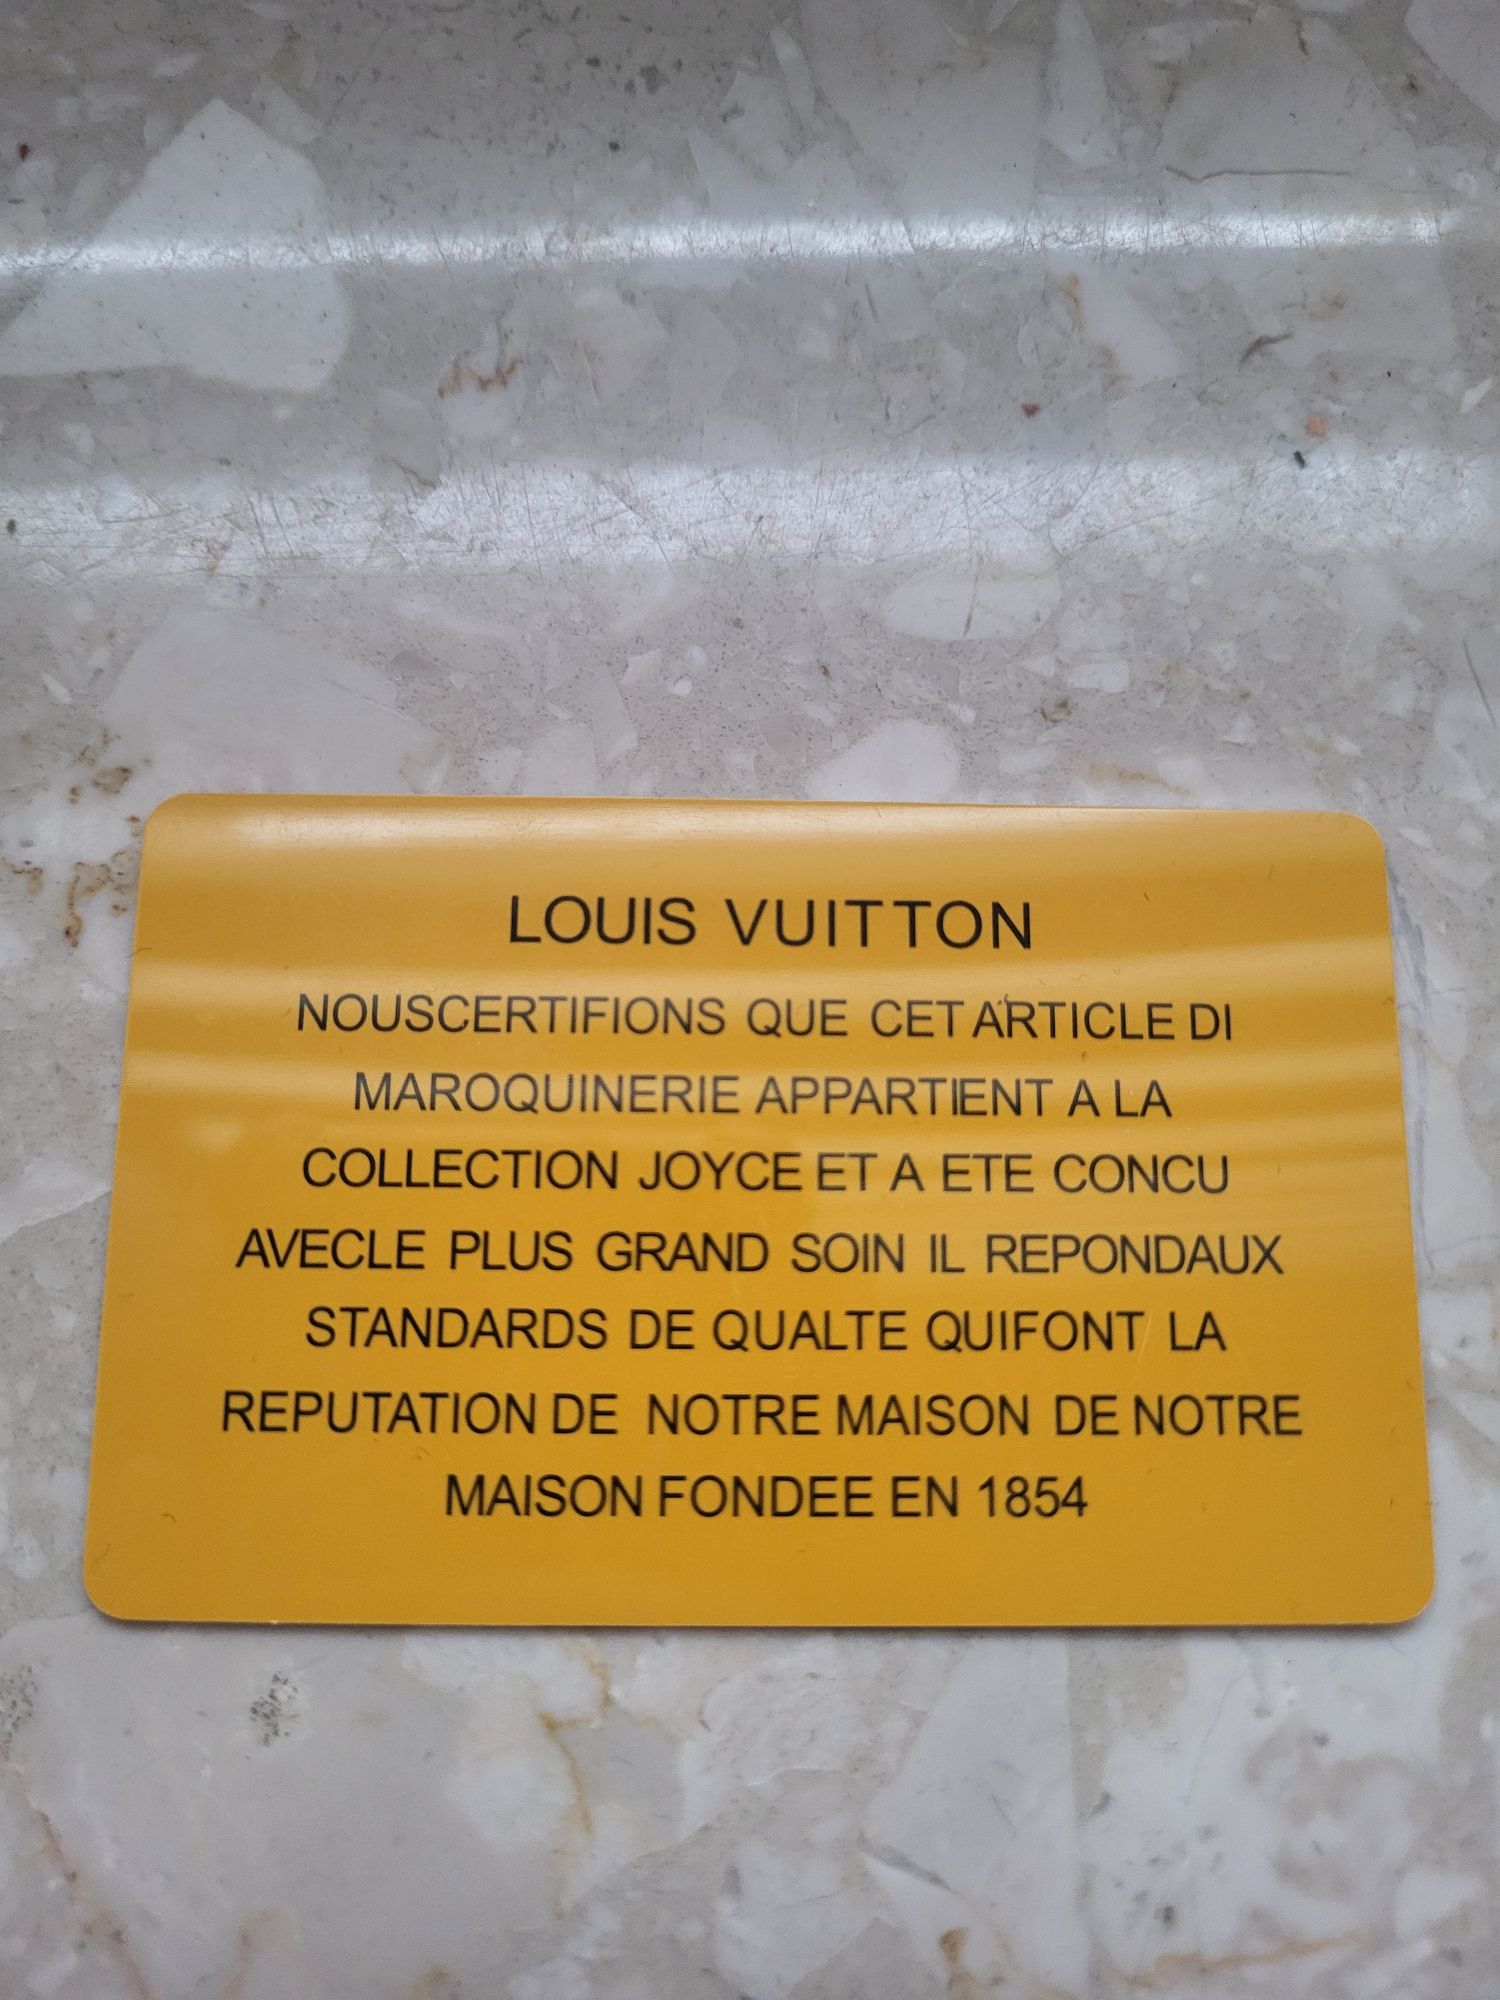 LOUIS VUITTON
NOUSCERTIFIONS QUE CET ARTICLE DI
MAROQUINERIE APPARTIENT A LA
COLLECTION JOYCE ET A ETE CONCU
AVECLE PLUS GRAND SOIN IL REPONDAUX
STANDARDS DE QUALTE QUIFONT LA
REPUTATION DE NOTRE MAISON DE NOTRE
MAISON FONDEE EN 1854